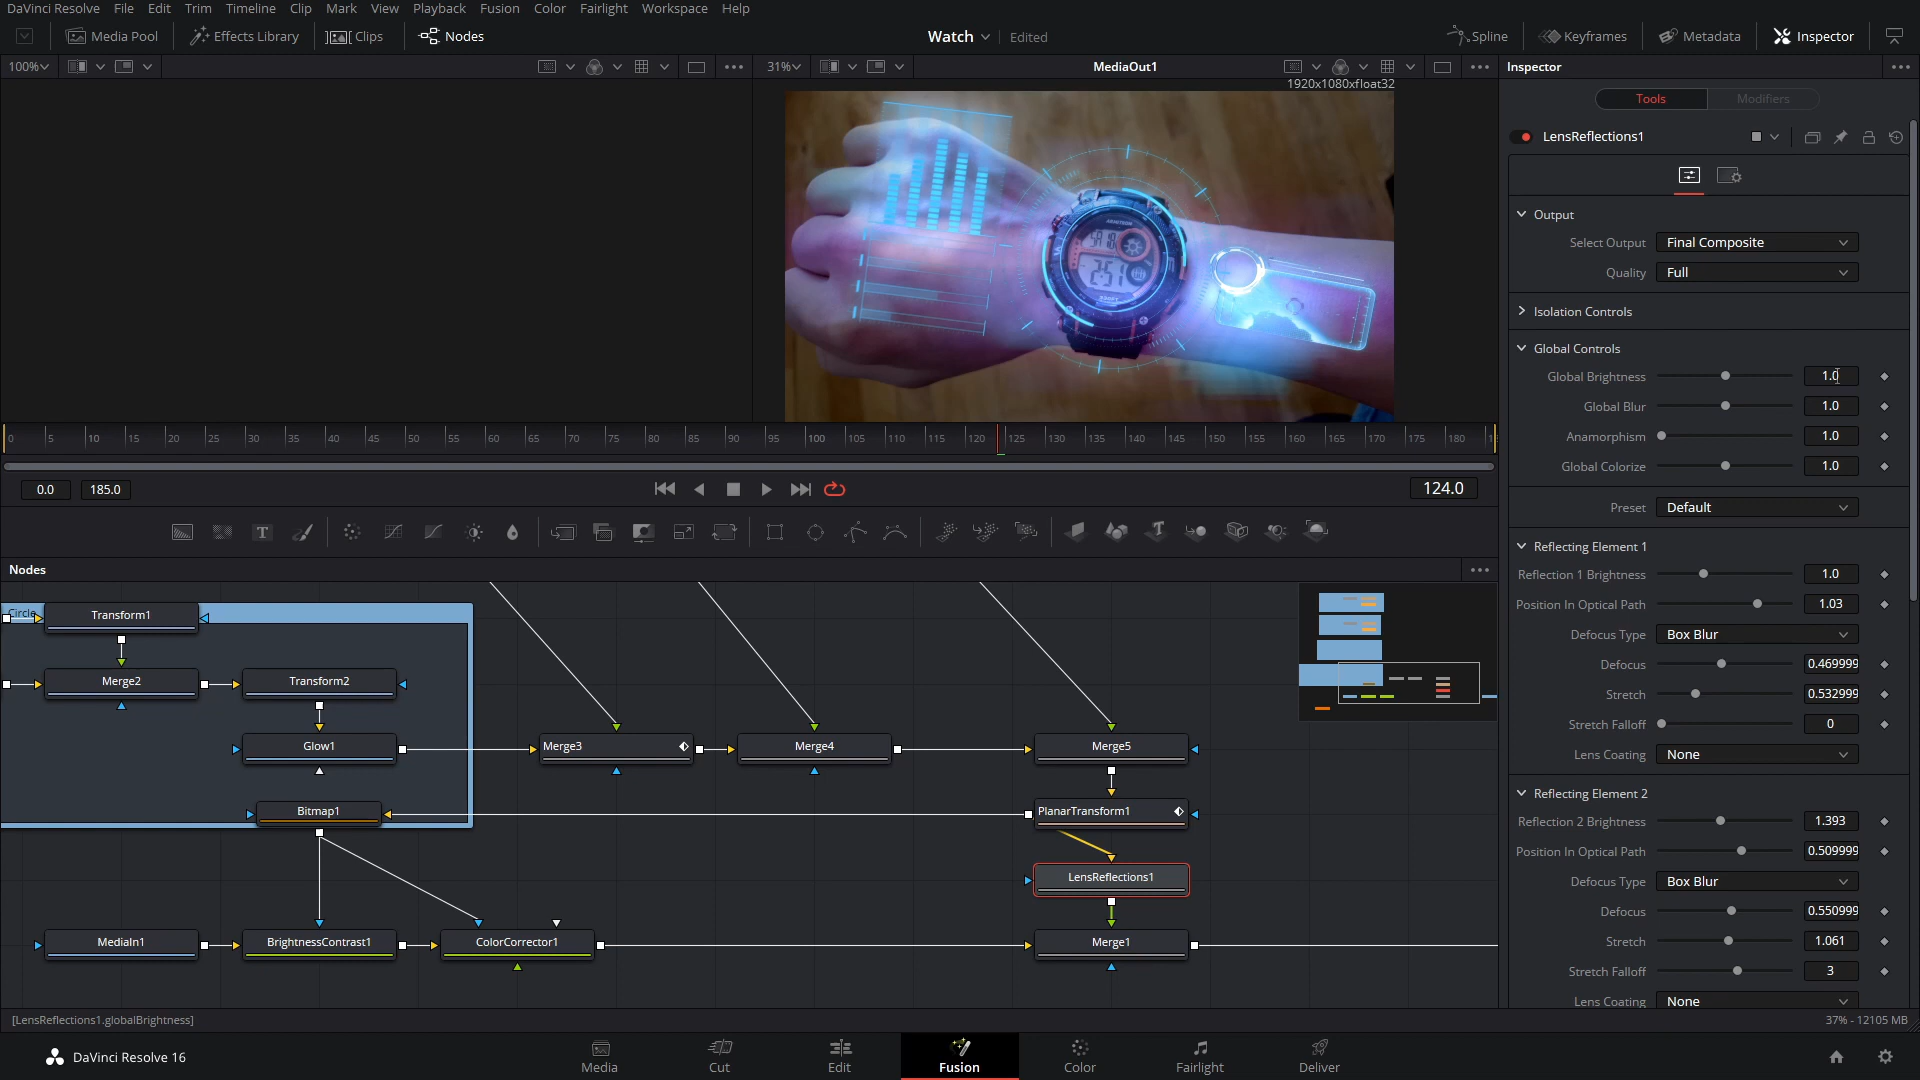 DaVinci Resolve File Edit Trim Timeline Clip Mark View Playback Fusion Color Fairlight Workspace Help
Media Pool Effects Library Clips Nodes Watch Edited Spline Keyframes Metadata Inspector
100% 31% MediaOut1 Inspector
1920x1080xfloat32
Tools Modifiers
LensReflections1
Output
Select Output Final Composite
Quality Full
Isolation Controls
Global Controls
Global Brightness 1.0
Global Blur 1.0
Anamorphism 1.0
Global Colorize 1.0
Preset Default
Reflecting Element 1
Reflection 1 Brightness 1.0
Position In Optical Path 1.03
Defocus Type Box Blur
Defocus 0.469999
Stretch 0.532999
Stretch Falloff 0
Lens Coating None
Reflecting Element 2
Reflection 2 Brightness 1.393
Position In Optical Path 0.509999
Defocus Type Box Blur
Defocus 0.550999
Stretch 1.061
Stretch Falloff 3
Lens Coating None
2:51
0 5 10 15 20 25 30 35 40 45 50 55 60 65 70 75 80 85 90 95 100 105 110 115 120 125 130 135 140 145 150 155 160 165 170 175 180
0.0 185.0 124.0
T
Nodes
Circle Transform1
Merge2 Transform2
Glow1 Merge3 Merge4 Merge5
Bitmap1 PlanarTransform1
LensReflections1
MediaIn1 BrightnessContrast1 ColorCorrector1 Merge1
[LensReflections1.globalBrightness] 37% - 12105 MB
DaVinci Resolve 16 Media Cut Edit Fusion Color Fairlight Deliver